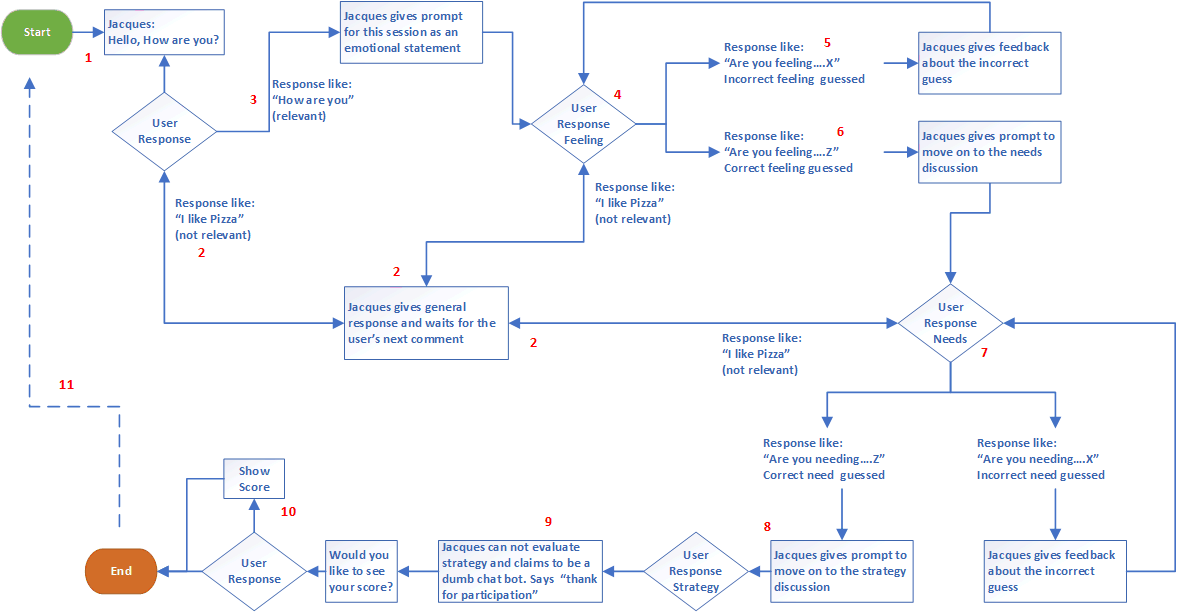 Start
1
Jacques:
Hello, How are you?
User
Response
3
Response like:
“How are you”
(relevant)
Jacques gives prompt
for this session as an
emotional statement
4
User
Response
Feeling
Response like:
5
“Are you feeling….X”
Incorrect feeling guessed
Jacques gives feedback
about the incorrect
guess
Response like:
6
“Are you feeling….Z”
Correct feeling guessed
Jacques gives prompt to
move on to the needs
discussion
Response like:
“I like Pizza”
(not relevant)
2
Response like:
“I like Pizza”
(not relevant)
2
Jacques gives general
response and waits for the
user’s next comment
2
Response like:
“I like Pizza”
(not relevant)
User
Response
Needs
7
Response like:
“Are you needing….Z”
Correct need guessed
Response like:
“Are you needing….X”
Incorrect need guessed
Jacques gives feedback
about the incorrect
guess
8
Jacques gives prompt to
move on to the strategy
discussion
User
Response
Strategy
9
Jacques can not evaluate
strategy and claims to be a
dumb chat bot. Says “thank
for participation”
Would you
like to see
your score?
10
User
Response
Show
Score
End
11